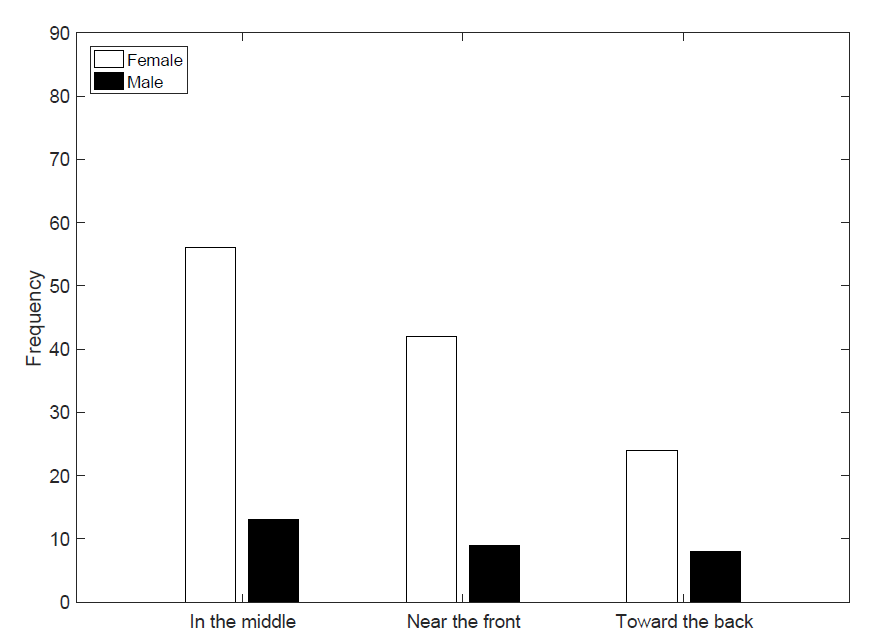 90
80
70
60
50
40
30
20
10
0
Frequency
Female
Male
In the middle
Near the front
Toward the back